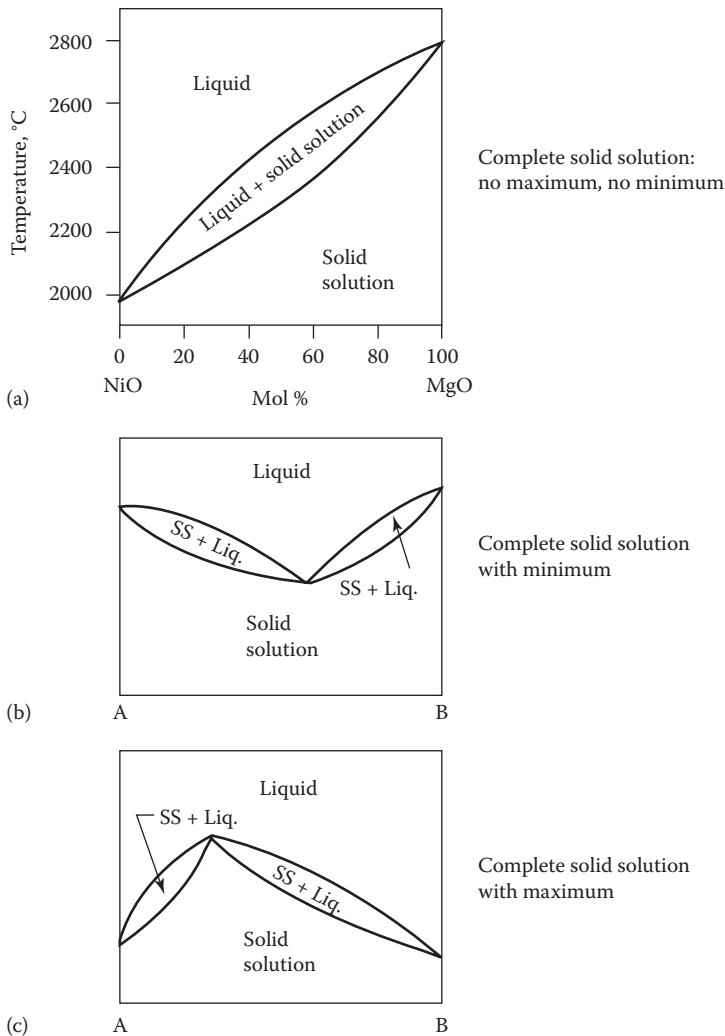 2800
2600
2400
2200
2000
Temperature, °C
Liquid
Liquid + solid solution
Solid
solution
0 20 40 60 80 100
NiO MgO
Mol %
(a)
Complete solid solution:
no maximum, no minimum
Liquid
SS + Liq.
SS + Liq.
Solid
solution
A B
(b)
Complete solid solution
with minimum
Liquid
SS + Liq.
SS + Liq.
Solid
solution
A B
(c)
Complete solid solution
with maximum